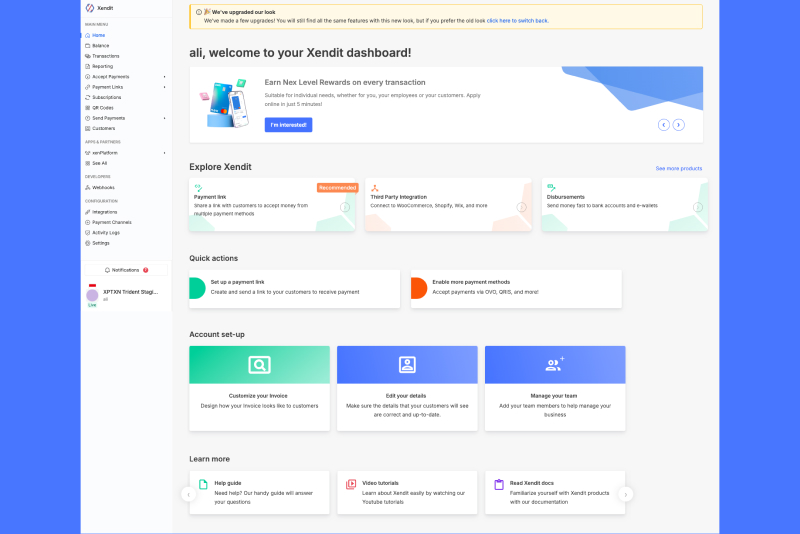 Xendit
MAIN MENU
Home
Balance
Transactions
Reporting
Accept Payments
Payment Links
Subscriptions
QR Codes
Send Payments
Customers
APPS & PARTNERS
xenPlatform
See All
DEVELOPERS
Webhooks
CONFIGURATION
Integrations
Payment Channels
Activity Logs
Settings
Notifications
XPTXN Trident Stagi...
ali
Live
We've upgraded our look
We've made a few upgrades! You will still find all the same features with this new look, but if you prefer the old look click here to switch back.
ali, welcome to your Xendit dashboard!
Earn Nex Level Rewards on every transaction
Suitable for individual needs, whether for you, your employees or your customers. Apply
online in just 5 minutes!
I'm interested!
Explore Xendit
See more products
Recommended
Payment link
Share a link with customers to accept money from
multiple payment methods
Third Party Integration
Connect to WooCommerce, Shopify, Wix, and more
Disbursements
Send money fast to bank accounts and e-wallets
Quick actions
Set up a payment link
Create and send a link to your customers to receive payment
Enable more payment methods
Accept payments via OVO, QRIS, and more!
Account set-up
Customize your invoice
Design how your invoice looks like to customers
Edit your details
Make sure the details that your customers will see
are correct and up-to-date.
Manage your team
Add your team members to help manage your
business
Learn more
Help guide
Need help? Our handy guide will answer
your questions
Video tutorials
Learn about Xendit easily by watching our
Youtube tutorials
Read Xendit docs
Familiarize yourself with Xendit products
with our documentation